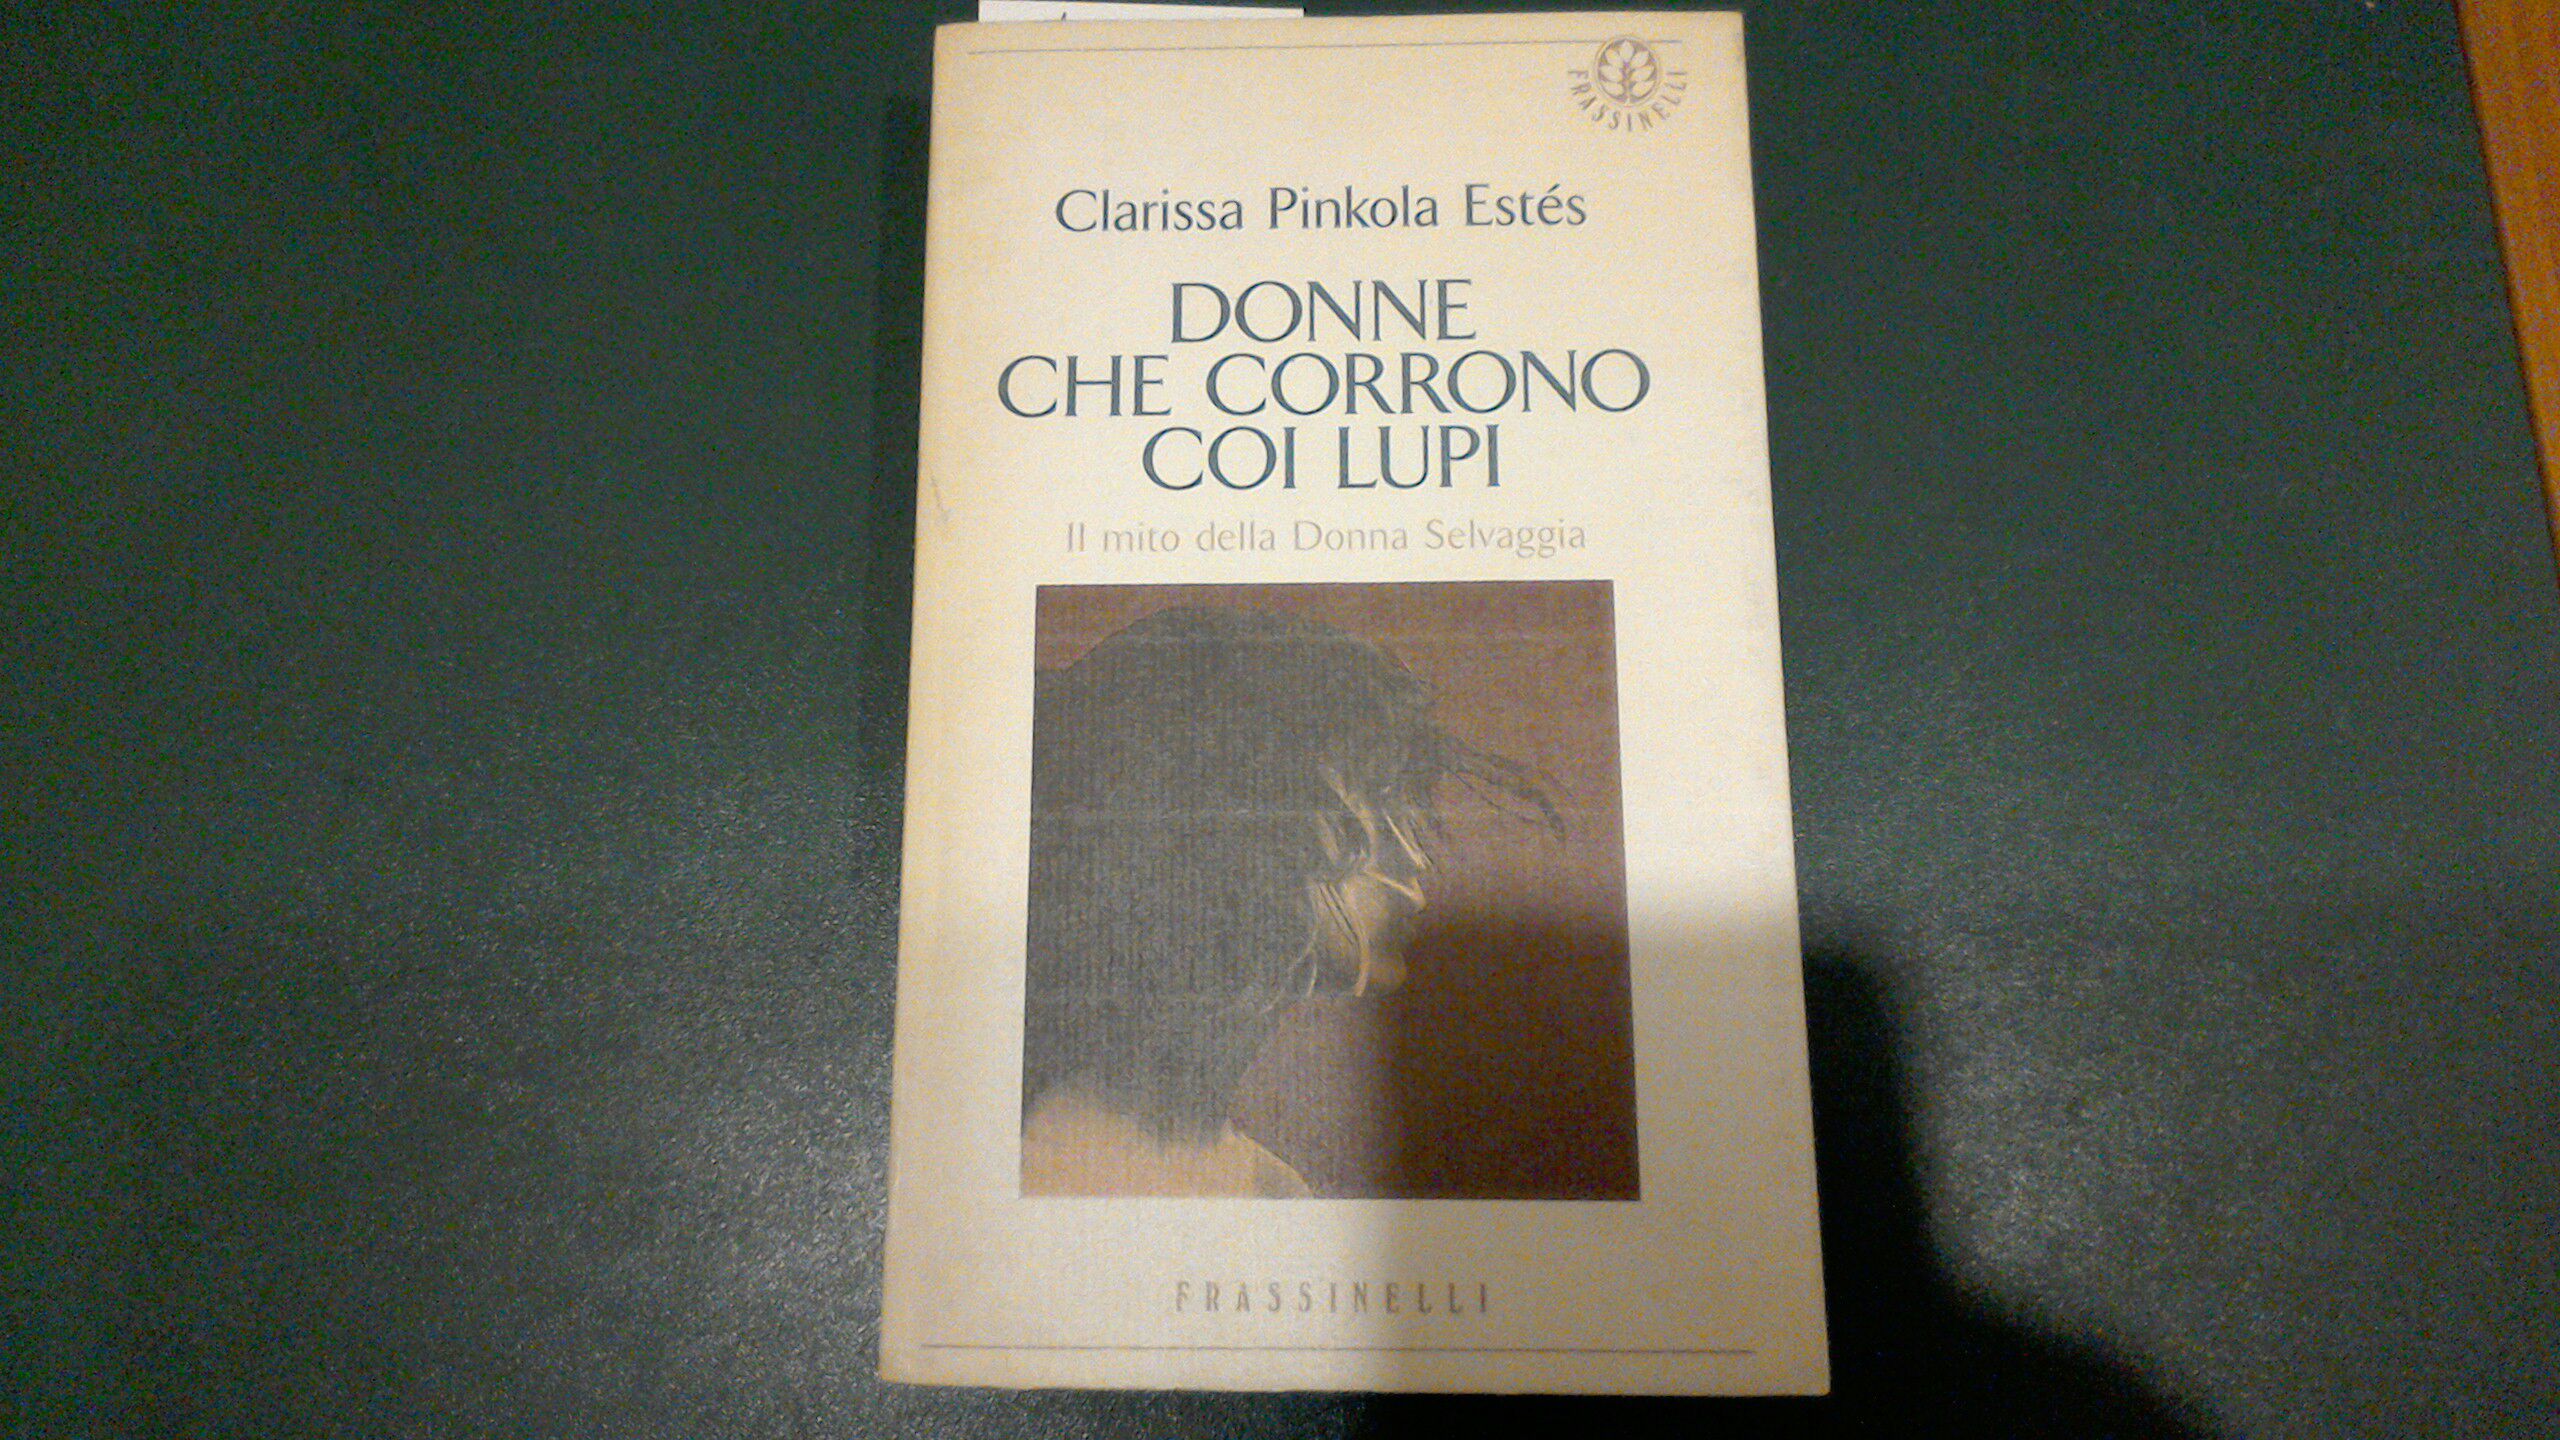 FRASSINELLI
Clarissa Pinkola Estés
DONNE
CHE CORRONO
COI LUPI
Il mito della Donna Selvaggia
FRASSINELLI